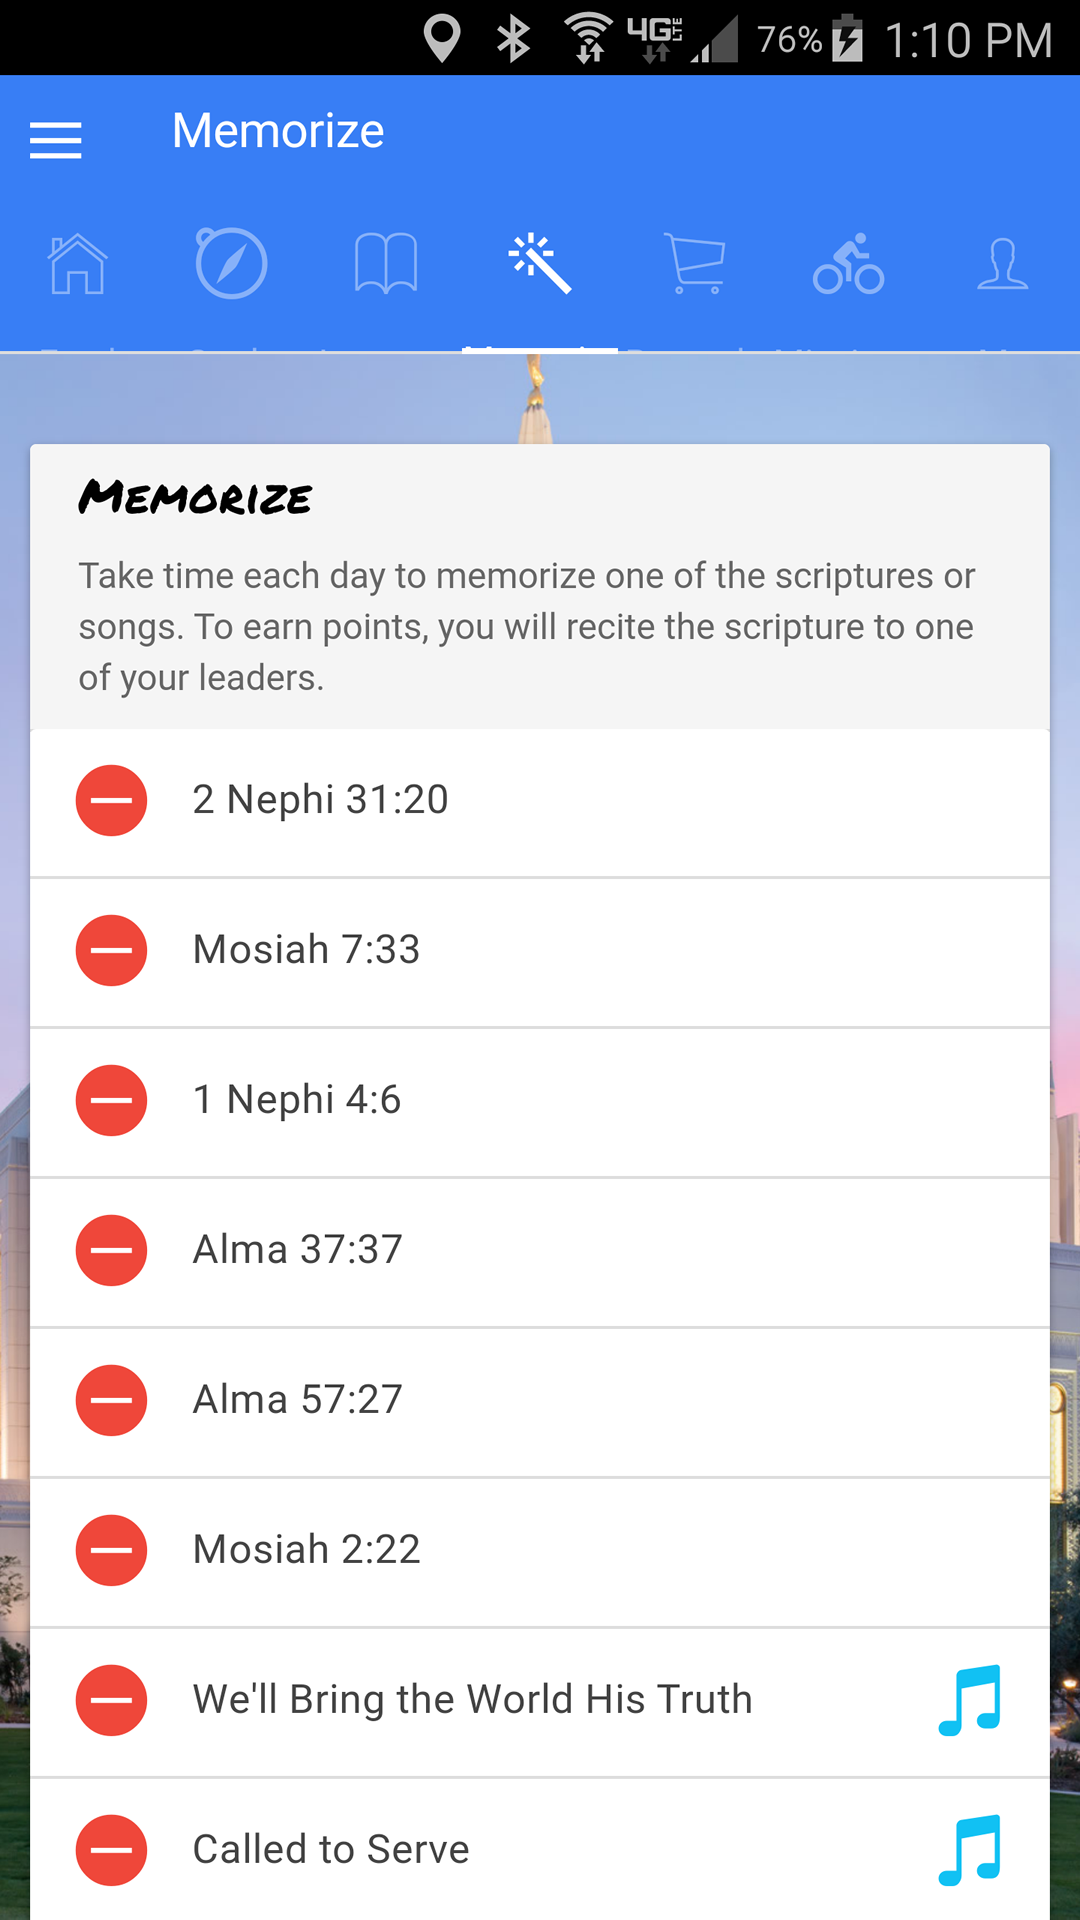 4G LTE 76% 1:10 PM
Memorize
Memorize
Take time each day to memorize one of the scriptures or
songs. To earn points, you will recite the scripture to one
of your leaders.
2 Nephi 31:20
Mosiah 7:33
1 Nephi 4:6
Alma 37:37
Alma 57:27
Mosiah 2:22
We'll Bring the World His Truth
Called to Serve